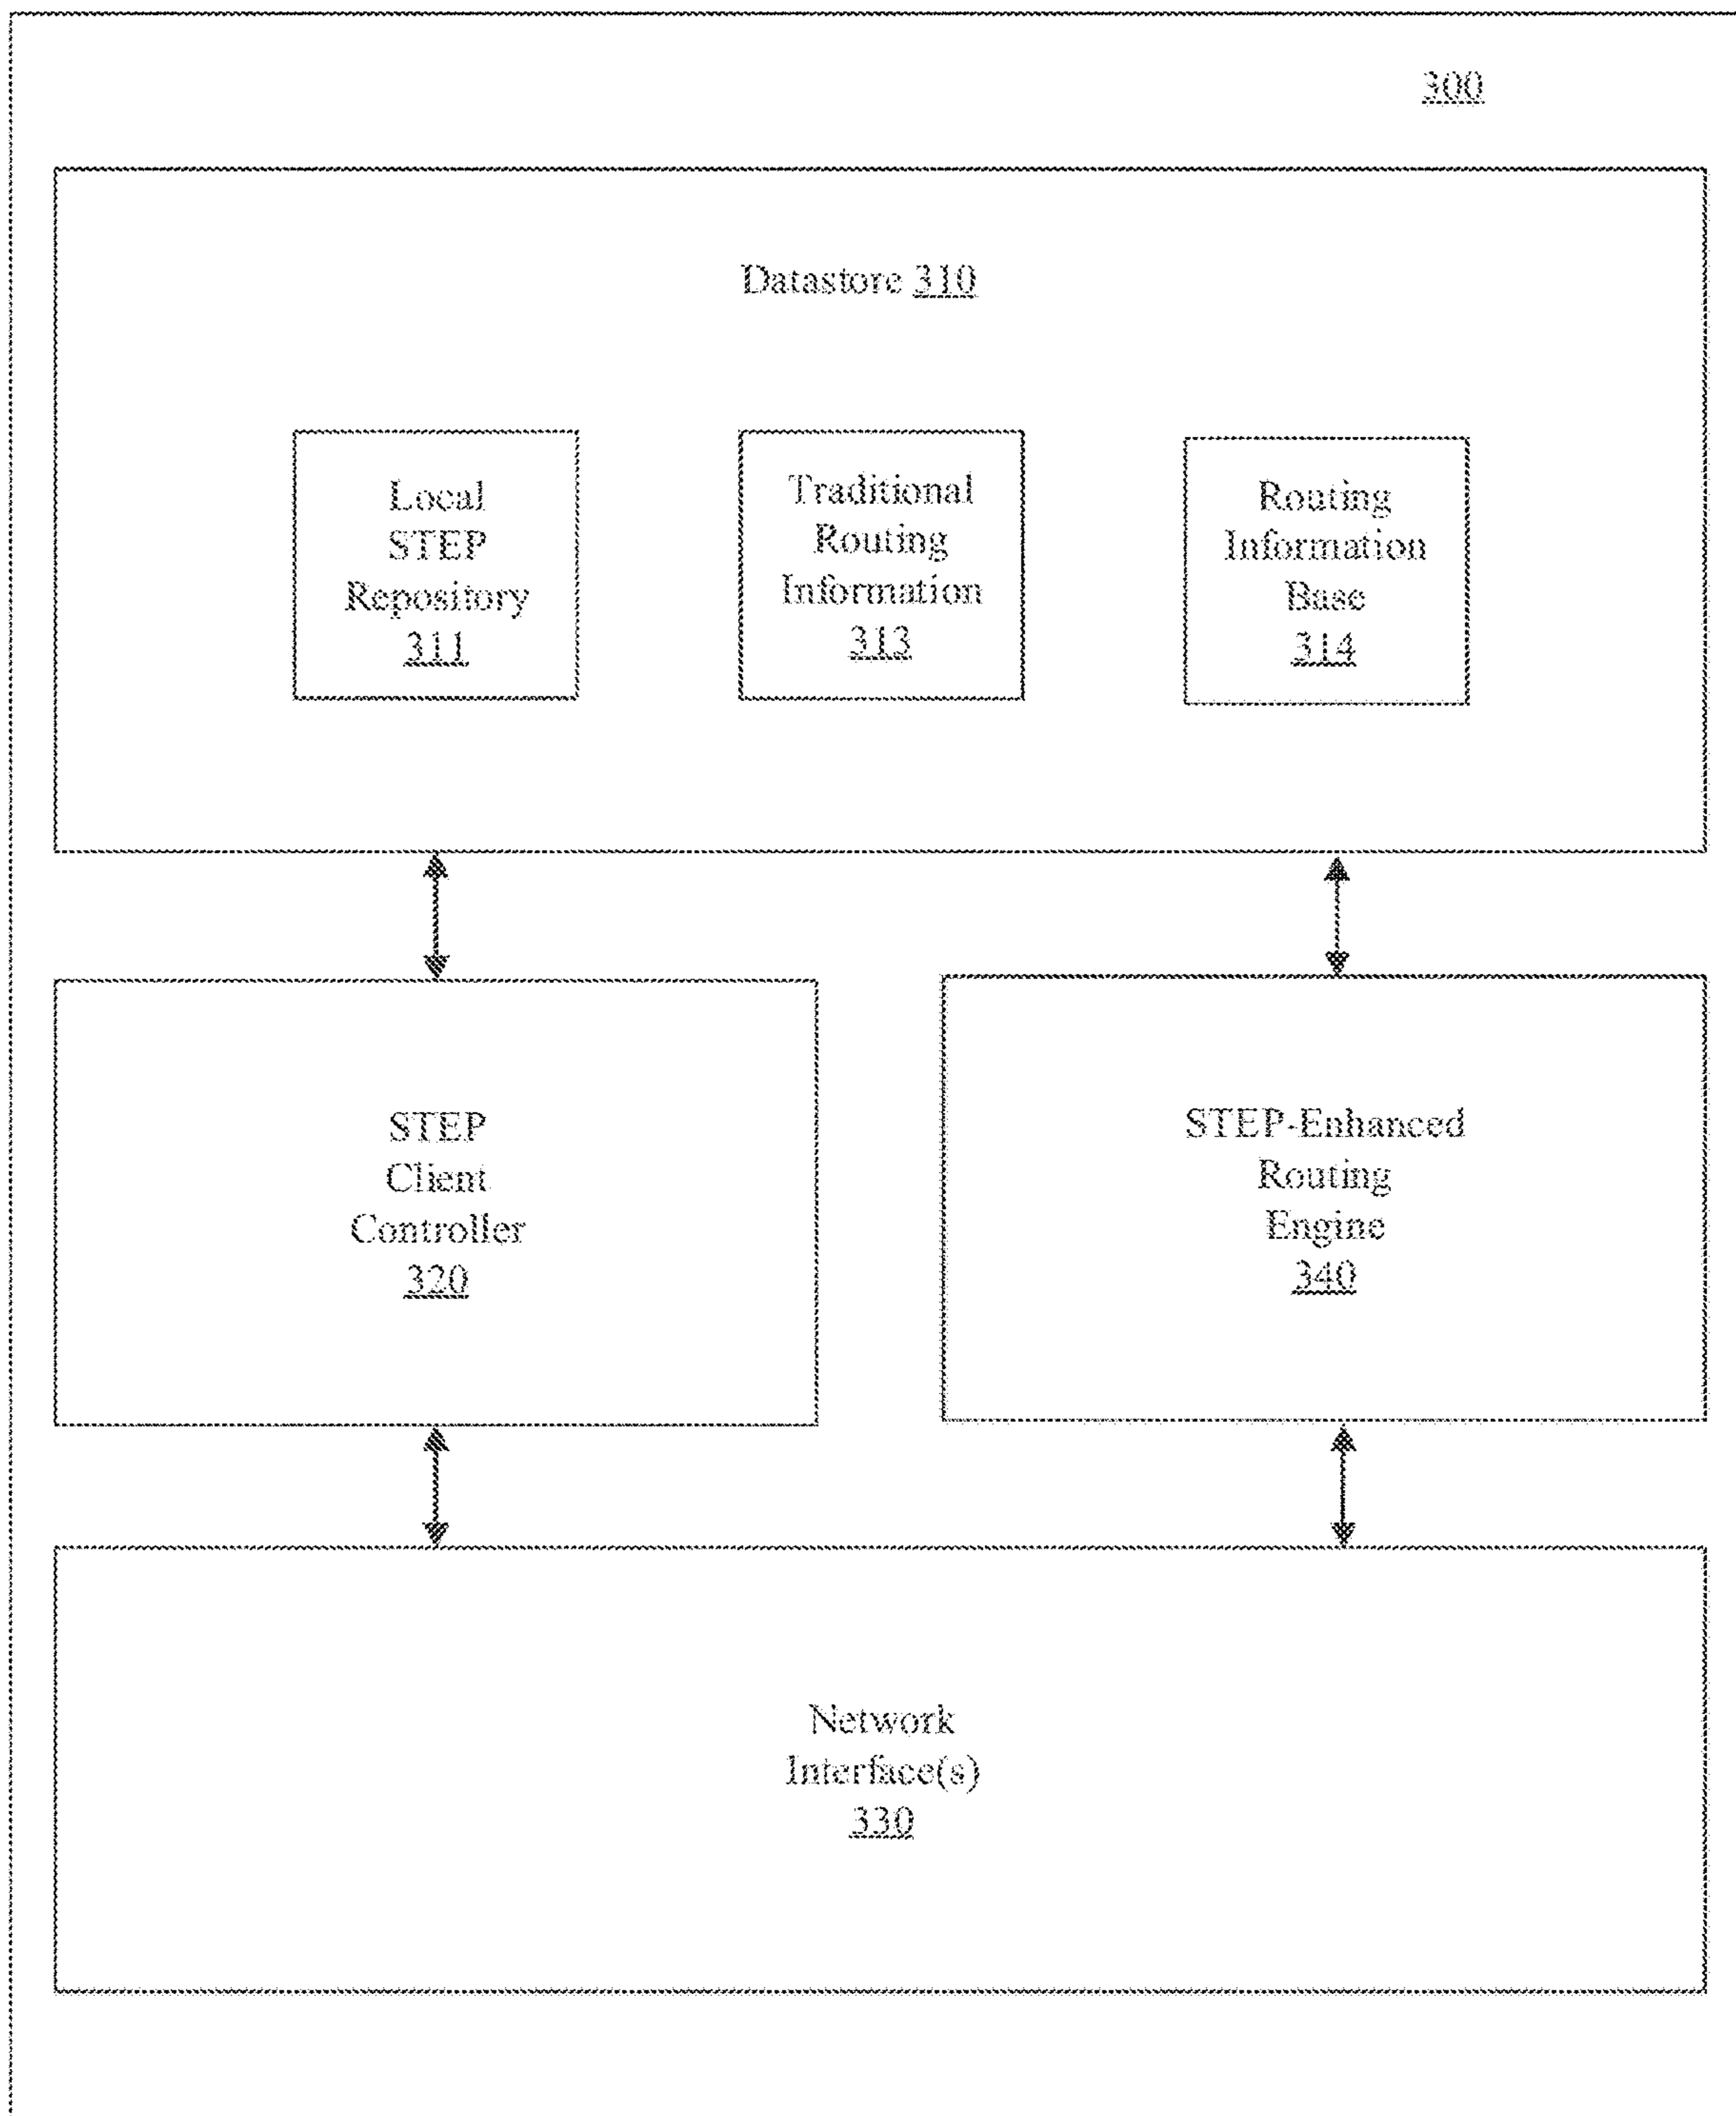 300
Datastore 310
Local
STEP
Repository
311
Traditional
Routing
Information
313
Routing
Information
Base
314
STEP
Client
Controller
320
STEP-Enhanced
Routing
Engine
340
Network
Interface(s)
330